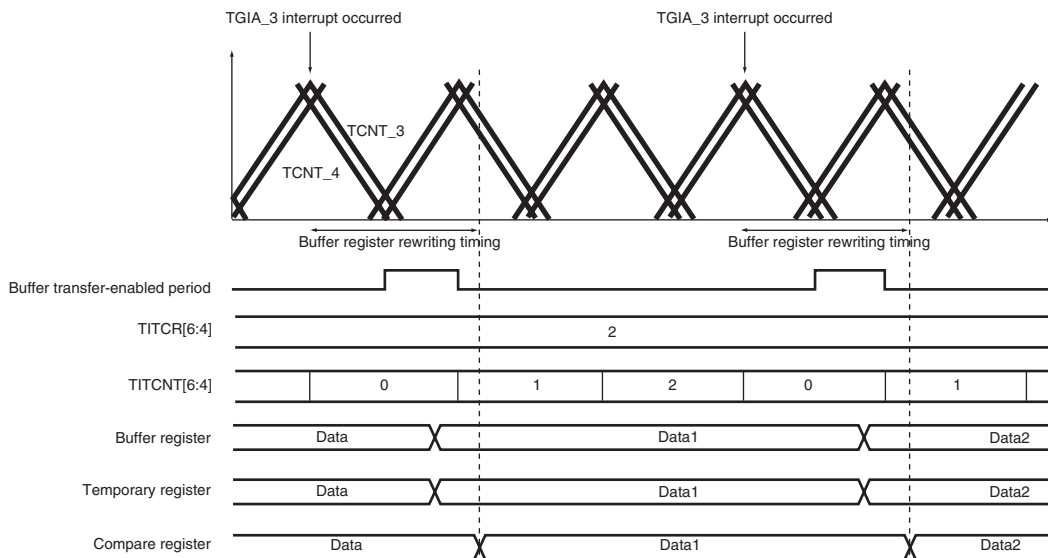 TGIA_3 interrupt occurred
TGIA_3 interrupt occurred
TCNT_3
TCNT_4
Buffer register rewriting timing
Buffer register rewriting timing
Buffer transfer-enabled period
TITCR[6:4]
2
TITCNT[6:4]
0
1
2
0
1
Buffer register
Data
Data1
Data2
Temporary register
Data
Data1
Data2
Compare register
Data
Data1
Data2